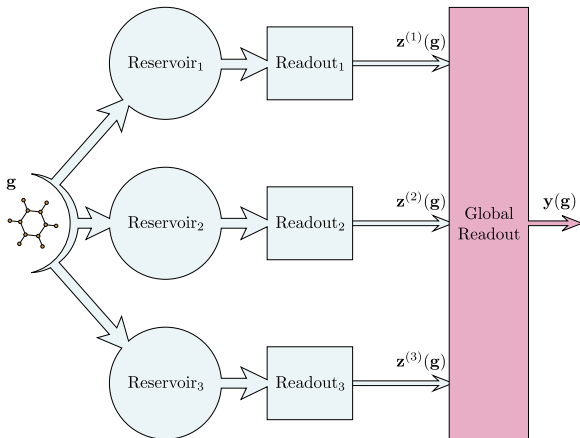 z⁽¹⁾(g)
Reservoir₁
Readout₁
g
z⁽²⁾(g)
y(g)
Reservoir₂
Readout₂
Global
Readout
z⁽³⁾(g)
Reservoir₃
Readout₃